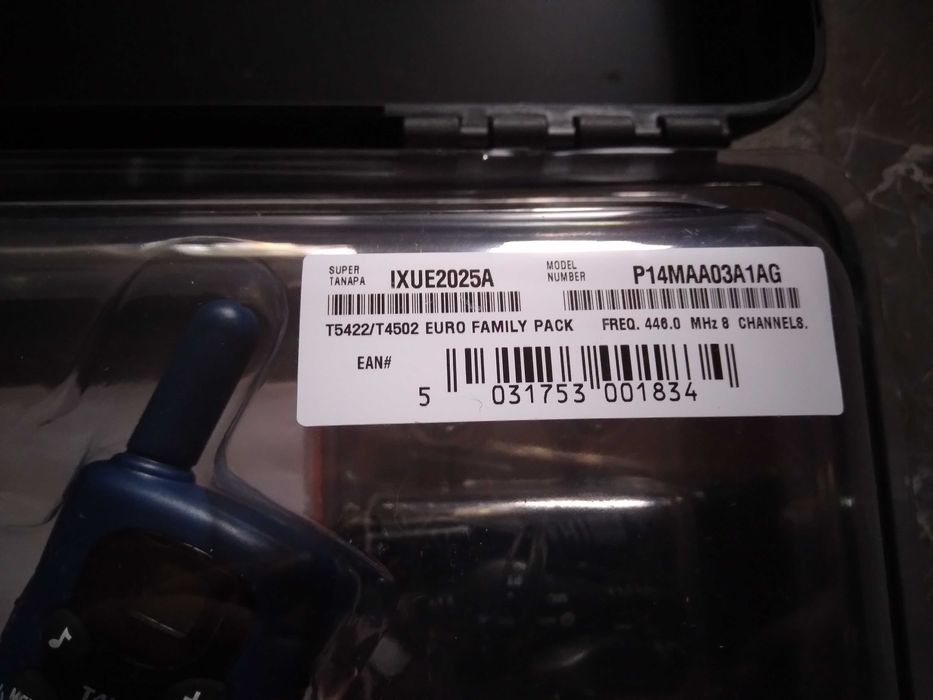 SUPER TANAPA IXUE2025A MODEL NUMBER P14MAA03A1AG
T5422/T4502 EURO FAMILY PACK FREQ. 446.0 MHz 8 CHANNELS.
EAN#
5 031753 001834